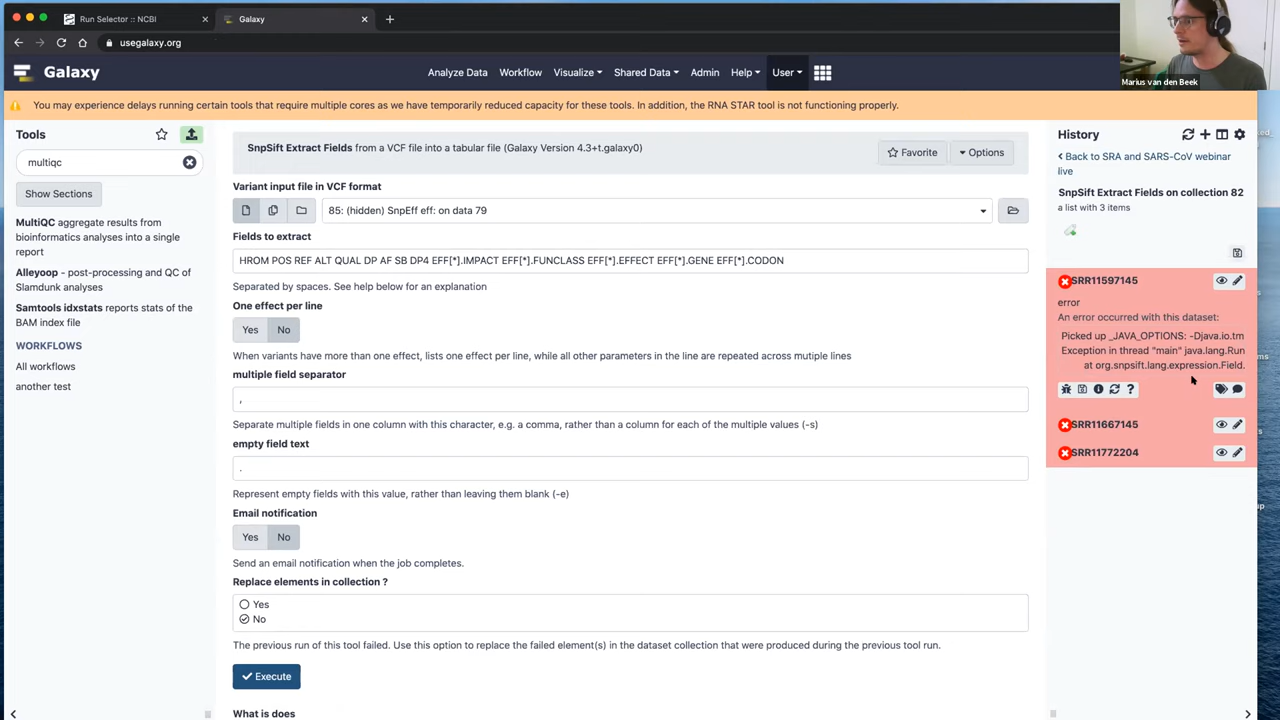 Run Selector :: NCBI
Galaxy
usegalaxy.org
Marius van den Beek
Galaxy
Analyze Data
Workflow
Visualize
Shared Data
Admin
Help
User
You may experience delays running certain tools that require multiple cores as we have temporarily reduced capacity for these tools. In addition, the RNA STAR tool is not functioning properly.
Tools
multiqc
Show Sections
MultiQC aggregate results from
bioinformatics analyses into a single
report
Alleyoop - post-processing and QC of
Slamdunk analyses
Samtools idxstats reports stats of the
BAM index file
WORKFLOWS
All workflows
another test
SnpSift Extract Fields from a VCF file into a tabular file (Galaxy Version 4.3+t.galaxy0)
Favorite
Options
Variant input file in VCF format
85: (hidden) SnpEff eff: on data 79
Fields to extract
HROM POS REF ALT QUAL DP AF SB DP4 EFF[*].IMPACT EFF[*].FUNCLASS EFF[*].EFFECT EFF[*].GENE EFF[*].CODON
Separated by spaces. See help below for an explanation
One effect per line
Yes No
When variants have more than one effect, lists one effect per line, while all other parameters in the line are repeated across mutiple lines
multiple field separator
,
Separate multiple fields in one column with this character, e.g. a comma, rather than a column for each of the multiple values (-s)
empty field text
.
Represent empty fields with this value, rather than leaving them blank (-e)
Email notification
Yes No
Send an email notification when the job completes.
Replace elements in collection ?
Yes
No
The previous run of this tool failed. Use this option to replace the failed element(s) in the dataset collection that were produced during the previous tool run.
Execute
What is does
History
Back to SRA and SARS-CoV webinar
live
SnpSift Extract Fields on collection 82
a list with 3 items
SRR11597145
error
An error occurred with this dataset:
Picked up _JAVA_OPTIONS: -Djava.io.tm
Exception in thread "main" java.lang.Run
at org.snpsift.lang.expression.Field.
SRR11667145
SRR11772204